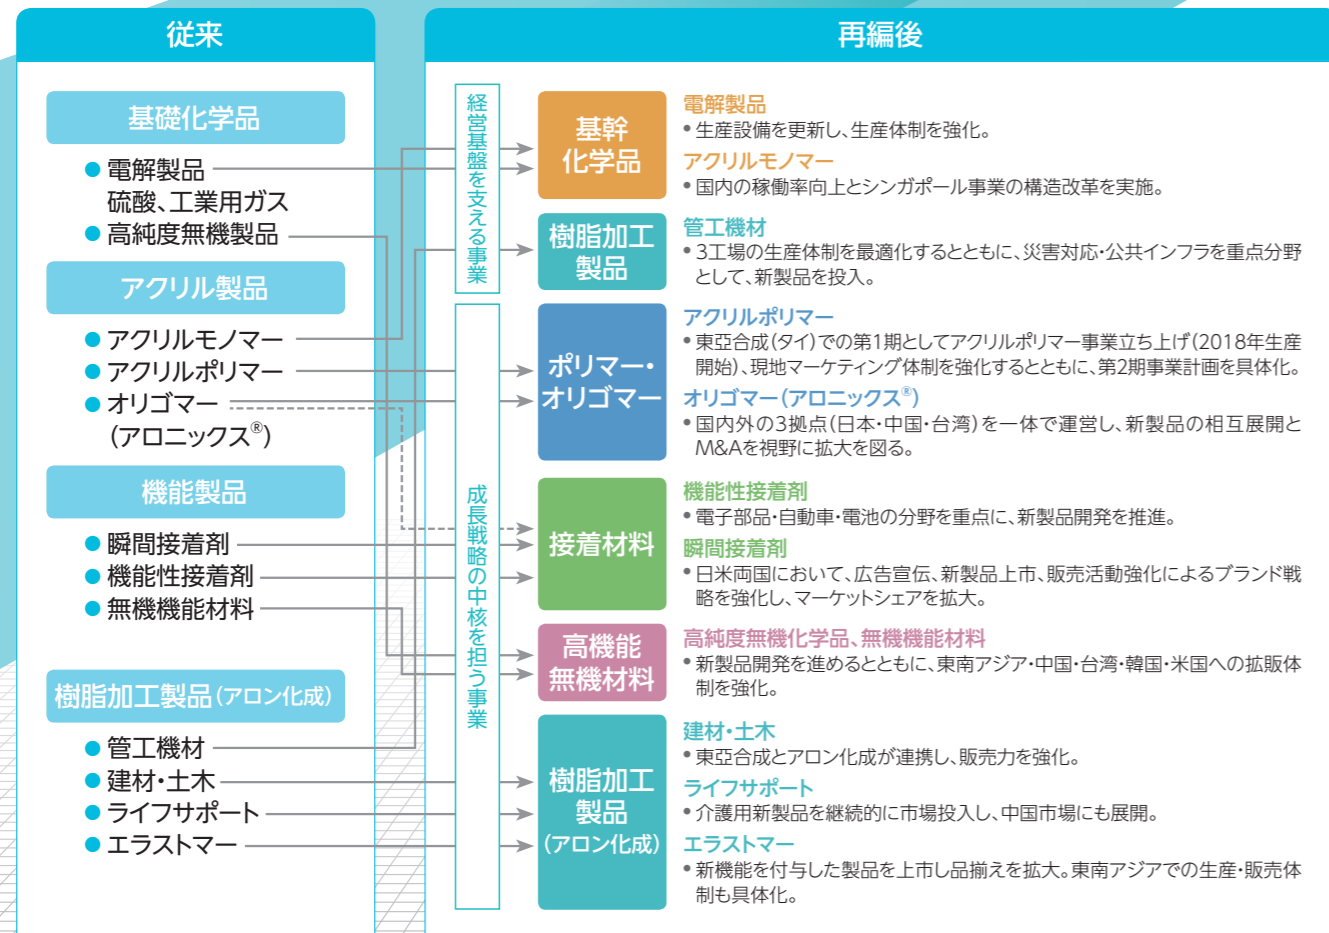 従来
基礎化学品
● 電解製品
硫酸、工業用ガス
● 高純度無機製品
アクリル製品
● アクリルモノマー
● アクリルポリマー
● オリゴマー
(アロニックス®)
機能製品
● 瞬間接着剤
● 機能性接着剤
● 無機機能材料
樹脂加工製品(アロン化成)
● 管工機材
● 建材・土木
● ライフサポート
● エラストマー
再編後
経営基盤を支える事業
基幹
化学品
電解製品
• 生産設備を更新し、生産体制を強化。
アクリルモノマー
• 国内の稼働率向上とシンガポール事業の構造改革を実施。
樹脂加工
製品
管工機材
• 3工場の生産体制を最適化するとともに、災害対応・公共インフラを重点分野
として、新製品を投入。
成長戦略の中核を担う事業
ポリマー・
オリゴマー
アクリルポリマー
• 東亞合成(タイ)での第1期としてアクリルポリマー事業立ち上げ(2018年生産
開始)、現地マーケティング体制を強化するとともに、第2期事業計画を具体化。
オリゴマー(アロニックス®)
• 国内外の3拠点(日本・中国・台湾)を一体で運営し、新製品の相互展開と
M&Aを視野に拡大を図る。
接着材料
機能性接着剤
• 電子部品・自動車・電池の分野を重点に、新製品開発を推進。
瞬間接着剤
• 日米両国において、広告宣伝、新製品上市、販売活動強化によるブランド戦
略を強化し、マーケットシェアを拡大。
高機能
無機材料
高純度無機化学品、無機機能材料
• 新製品開発を進めるとともに、東南アジア・中国・台湾・韓国・米国への拡販体
制を強化。
樹脂加工
製品
(アロン化成)
建材・土木
• 東亞合成とアロン化成が連携し、販売力を強化。
ライフサポート
• 介護用新製品を継続的に市場投入し、中国市場にも展開。
エラストマー
• 新機能を付与した製品を上市し品揃えを拡大。東南アジアでの生産・販売体
制も具体化。